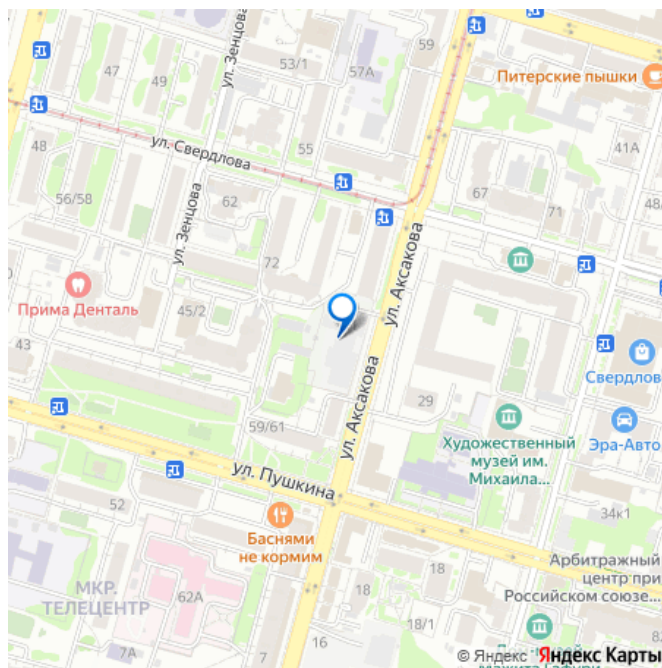 59
ул. Зенцова
53/1
57А
47
49
Питерские пышки
48
ул. Свердлова
55
41А
56/58
ул. Зенцова
62
67
71
72
ул. Аксакова
Прима Денталь
45/2
43
Свердлов
ул. Аксакова
29
59/61
Художественный
музей им.
Михаила...
Эра-Авто
ул. Пушкина
52
34к1
Баснями
не кормим
Арбитражный
центр при
Российском союзе...
МКР.
ТЕЛЕЦЕНТР
62А
18
18
18/1
7А
7
16
© Яндекс Яндекс Карты